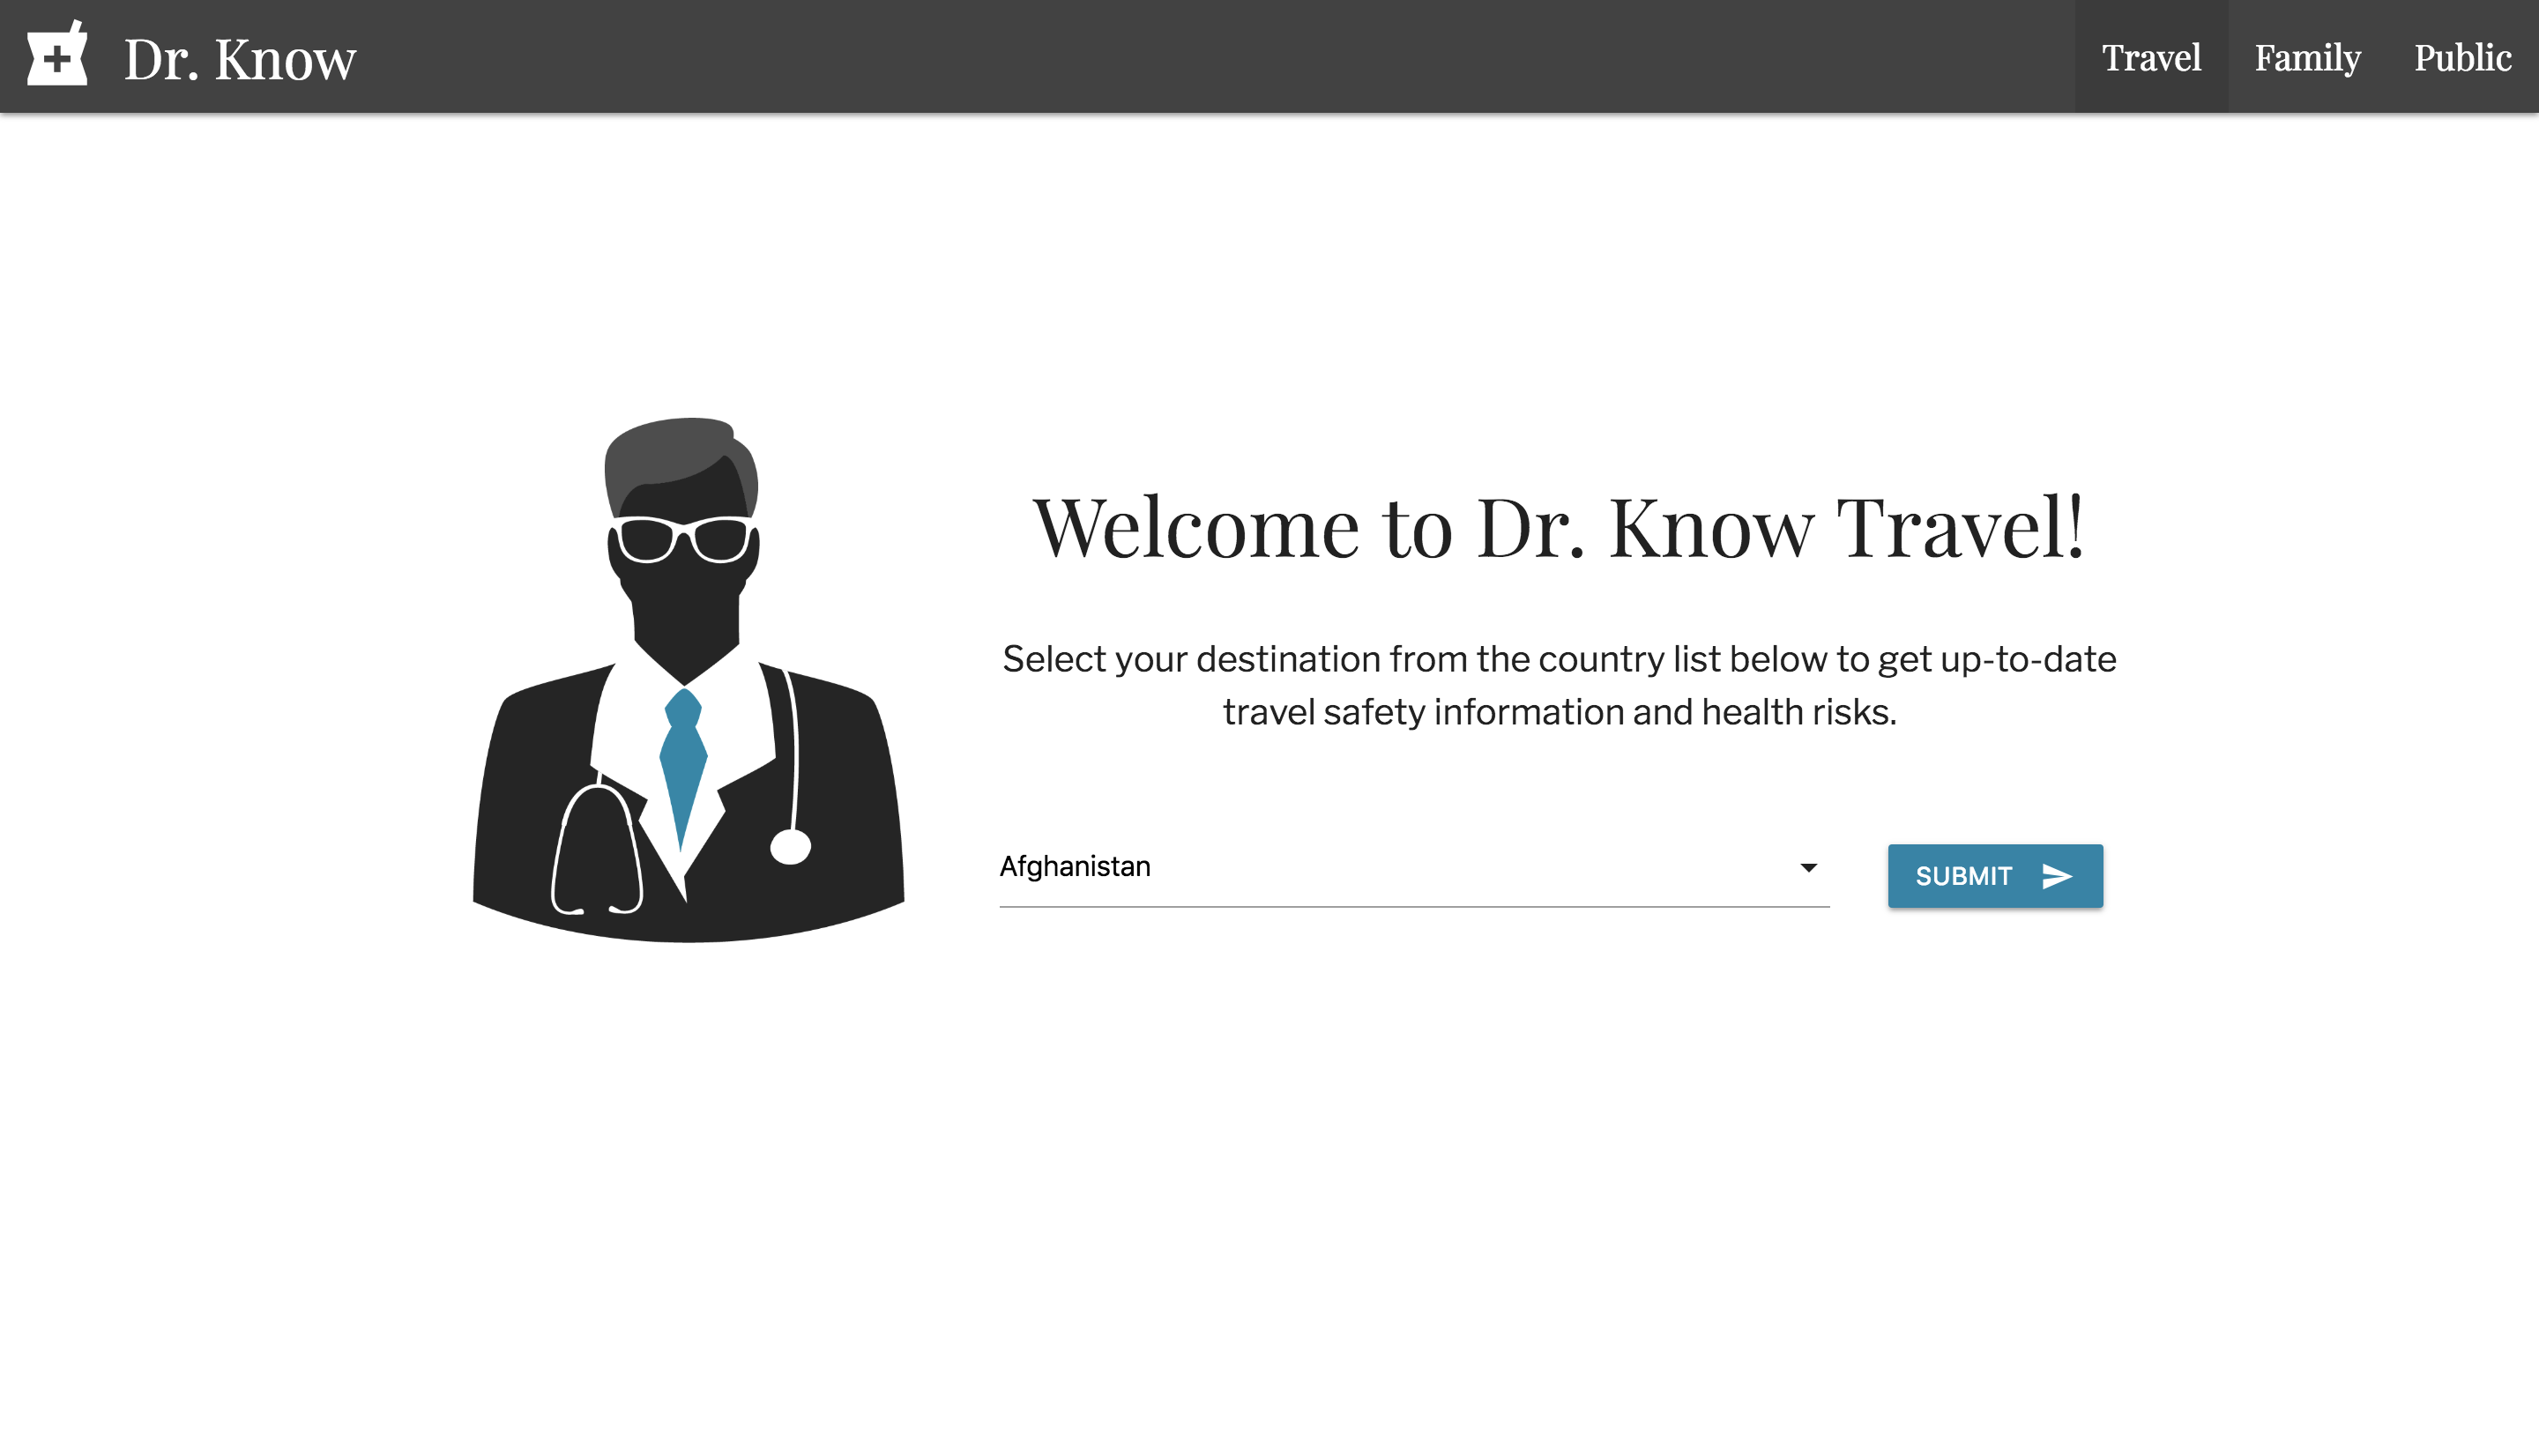 Dr. Know
Travel
Family
Public
Welcome to Dr. Know Travel!
Select your destination from the country list below to get up-to-date
travel safety information and health risks.
Afghanistan
SUBMIT